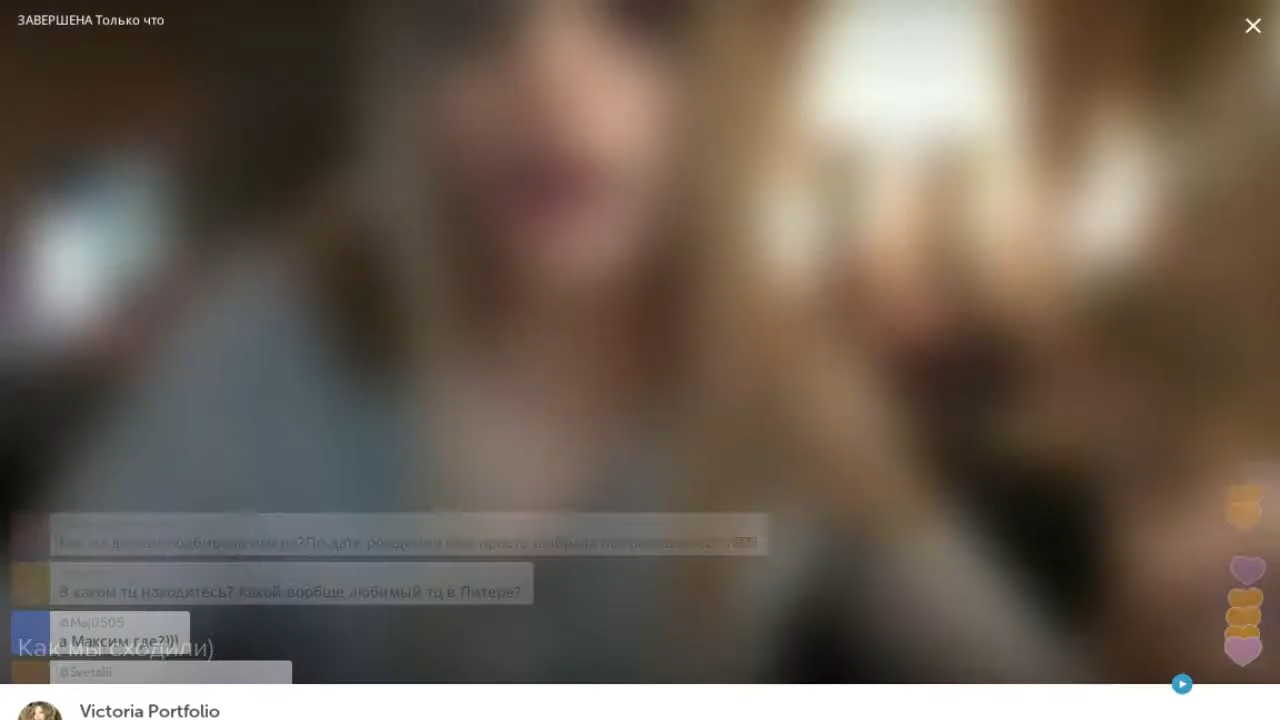 ЗАВЕРШЕНА Только что
В каком тц находитесь? Какой вообще любимый тц в Питере?
@Maj0505
а Максим где?)))
Как мы сходили)
@Svetalii
Victoria Portfolio